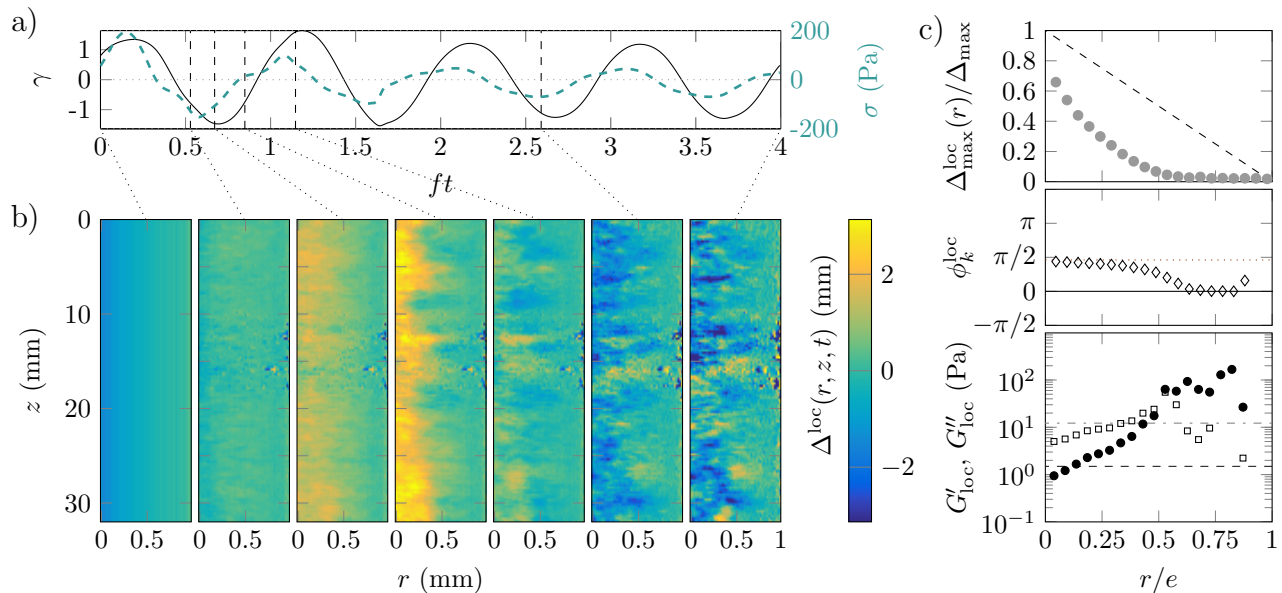 a)
γ
1
0
-1
0
0.5
1
1.5
2
2.5
3
3.5
4
ft
200
0
-200
σ (Pa)
b)
z (mm)
0
10
20
30
0 0.5
0 0.5
0 0.5
0 0.5
0 0.5
0 0.5
0 0.5 1
r (mm)
2
0
−2
Δ^loc(r, z, t) (mm)
c)
Δ^loc_max(r)/Δ_max
1
0.8
0.6
0.4
0.2
0
ϕ^loc_k
π
π/2
0
−π/2
G′_loc, G″_loc (Pa)
10^2
10^1
10^0
10^−1
0 0.25 0.5 0.75 1
r/e